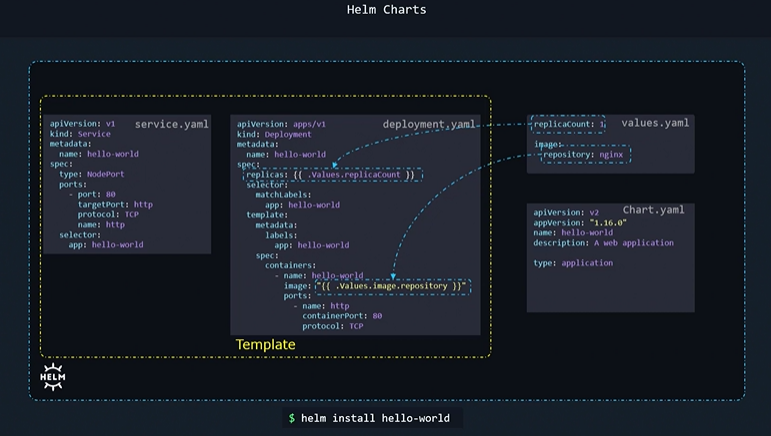 Helm Charts
service.yaml
apiVersion: v1
kind: Service
metadata:
  name: hello-world
spec:
  type: NodePort
  ports:
    - port: 80
      targetPort: http
      protocol: TCP
      name: http
  selector:
    app: hello-world
deployment.yaml
apiVersion: apps/v1
kind: Deployment
metadata:
  name: hello-world
spec:
  replicas: {{ .Values.replicaCount }}
  selector:
    matchLabels:
      app: hello-world
  template:
    metadata:
      labels:
        app: hello-world
    spec:
      containers:
        - name: hello-world
          image: "{{ .Values.image.repository }}"
          ports:
            - name: http
              containerPort: 80
              protocol: TCP
Template
values.yaml
replicaCount: 1
image:
  repository: nginx
Chart.yaml
apiVersion: v2
appVersion: "1.16.0"
name: hello-world
description: A web application
type: application
HELM
$ helm install hello-world